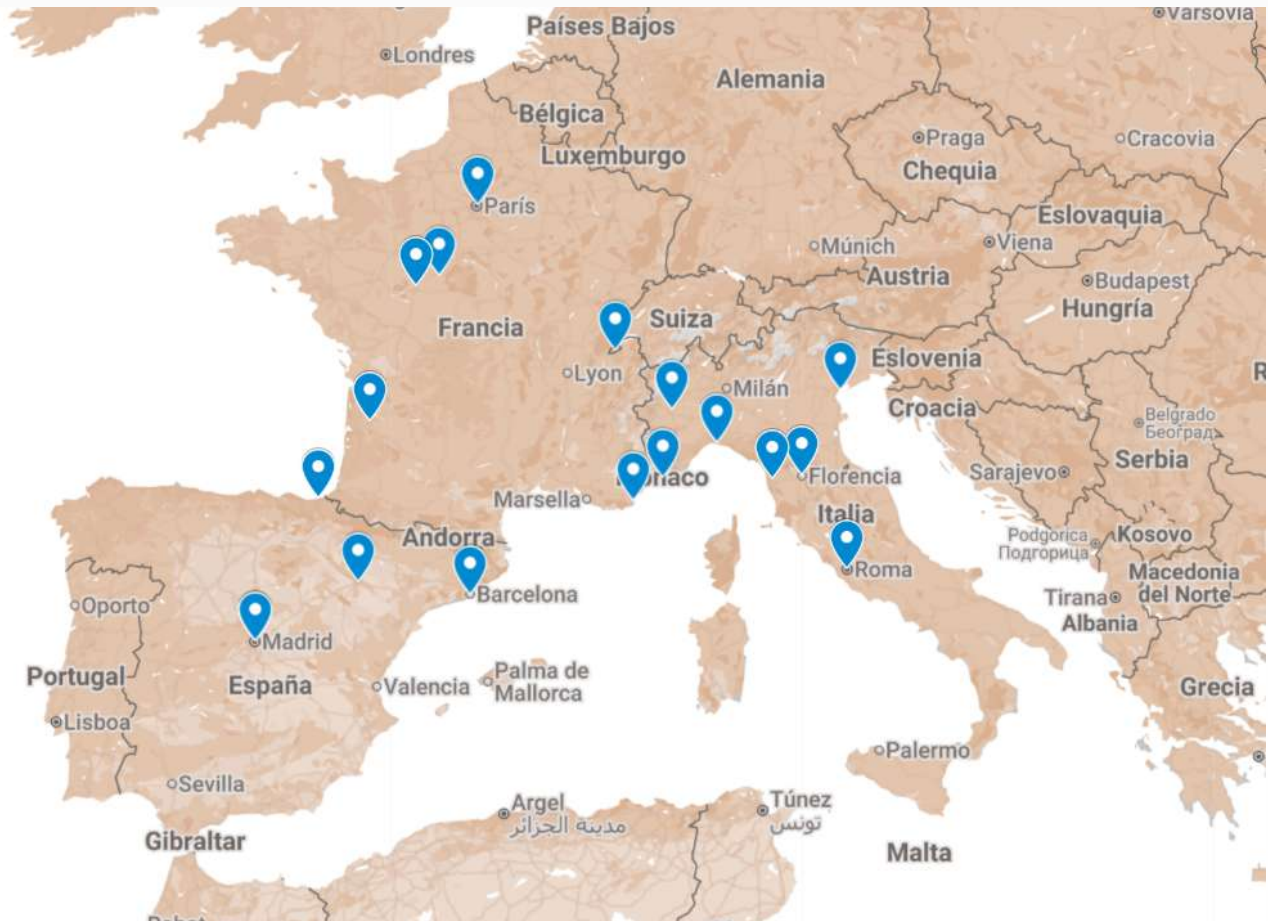 Países Bajos
Varsovia
Londres
Alemania
Bélgica
Praga
Cracovia
Luxemburgo
Chequia
París
Eslovaquia
Múnich
Viena
Austria
Budapest
Hungría
Francia
Suiza
Eslovenia
Lyon
Milán
Croacia
Belgrado
Београд
Serbia
Sarajevo
Marsella
Florencia
Italia
Podgorica
Подгорица
Kosovo
Andorra
Roma
Macedonia
del Norte
Barcelona
Tirana
Albania
Oporto
Madrid
Portugal
España
Valencia
Palma de
Mallorca
Grecia
Lisboa
Palermo
Sevilla
Argel
مدينة الجزائر
Túnez
تونس
Gibraltar
Malta